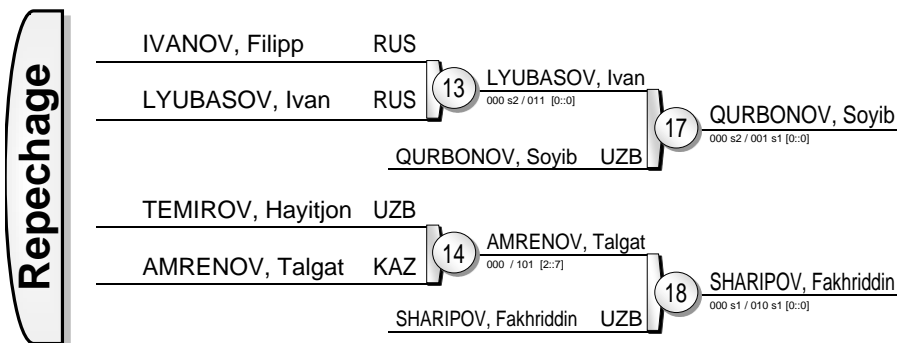 Repechage
IVANOV, Filipp RUS
LYUBASOV, Ivan RUS
13
LYUBASOV, Ivan
000 s2 / 011 [0::0]
QURBONOV, Soyib UZB
17
QURBONOV, Soyib
000 s2 / 001 s1 [0::0]
TEMIROV, Hayitjon UZB
AMRENOV, Talgat KAZ
14
AMRENOV, Talgat
000 / 101 [2::7]
SHARIPOV, Fakhriddin UZB
18
SHARIPOV, Fakhriddin
000 s1 / 010 s1 [0::0]